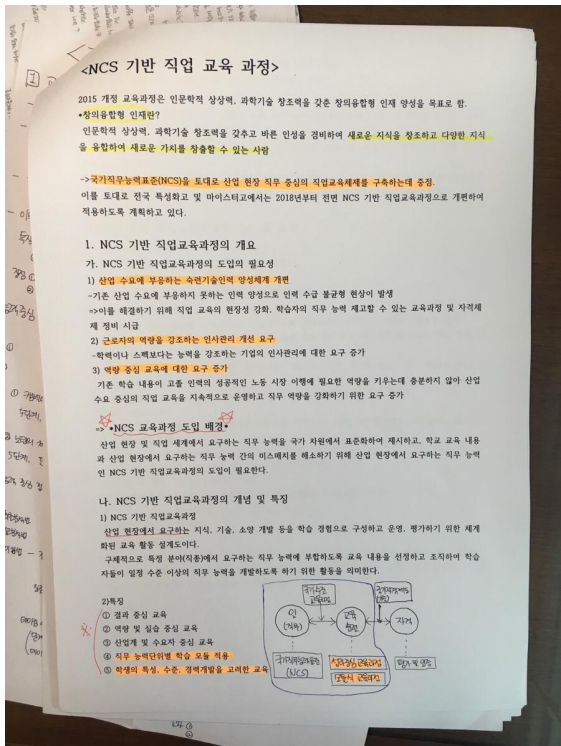 <NCS 기반 직업 교육 과정>
2015 개정 교육과정은 인문학적 상상력, 과학기술 창조력을 갖춘 창의융합형 인재 양성을 목표로 함.
*창의융합형 인재란?
인문학적 상상력, 과학기술 창조력을 갖추고 바른 인성을 겸비하여 새로운 지식을 창조하고 다양한 지식
을 융합하여 새로운 가치를 창출할 수 있는 사람
->국가직무능력표준(NCS)을 토대로 산업 현장 직무 중심의 직업교육체제를 구축하는데 중점.
이를 토대로 전국 특성화고 및 마이스터고에서는 2018년부터 전면 NCS 기반 직업교육과정으로 개편하여
적용하도록 계획하고 있다.
1. NCS 기반 직업교육과정의 개요
가. NCS 기반 직업교육과정의 도입의 필요성
1) 산업 수요에 부응하는 숙련기술인력 양성체계 개편
-기존 산업 수요에 부응하지 못하는 인력 양성으로 인력 수급 불균형 현상이 발생
=>이를 해결하기 위해 직업 교육의 현장성 강화, 학습자의 직무 능력 제고할 수 있는 교육과정 및 자격체
제 정비 시급
2) 근로자의 역량을 강조하는 인사관리 개선 요구
-학력이나 스펙보다는 능력을 강조하는 기업의 인사관리에 대한 요구 증가
3) 역량 중심 교육에 대한 요구 증가
기존 학습 내용이 고졸 인력의 성공적인 노동 시장 이행에 필요한 역량을 키우는데 충분하지 않아 산업
수요 중심의 직업 교육을 지속적으로 운영하고 직무 역량을 강화하기 위한 요구 증가
=> *NCS 교육과정 도입 배경*
산업 현장 및 직업 세계에서 요구하는 직무 능력을 국가 차원에서 표준화하여 제시하고, 학교 교육 내용
과 산업 현장에서 요구하는 직무 능력 간의 미스매치를 해소하기 위해 산업 현장에서 요구하는 직무 능력
인 NCS 기반 직업교육과정의 도입이 필요한다.
나. NCS 기반 직업교육과정의 개념 및 특징
1) NCS 기반 직업교육과정
산업 현장에서 요구하는 지식, 기술, 소양 개발 등을 학습 경험으로 구성하고 운영, 평가하기 위한 체계
화된 교육 활동 설계도이다.
구체적으로 특정 분야(직종)에서 요구하는 직무 능력에 부합하도록 교육 내용을 선정하고 조직하여 학습
자들이 일정 수준 이상의 직무 능력을 개발하도록 하기 위한 활동을 의미한다.
2)특징
① 결과 중심 교육
② 역량 및 실습 중심 교육
③ 산업계 및 수요자 중심 교육
④ 직무 능력단위별 학습 모듈 적용
⑤ 학생의 특성, 수준, 경력개발을 고려한 교육
국가수준
교육과정
일
(직무)
교육
훈련
자격
(NCS)
모듈식 교육과정
평가 및 인증